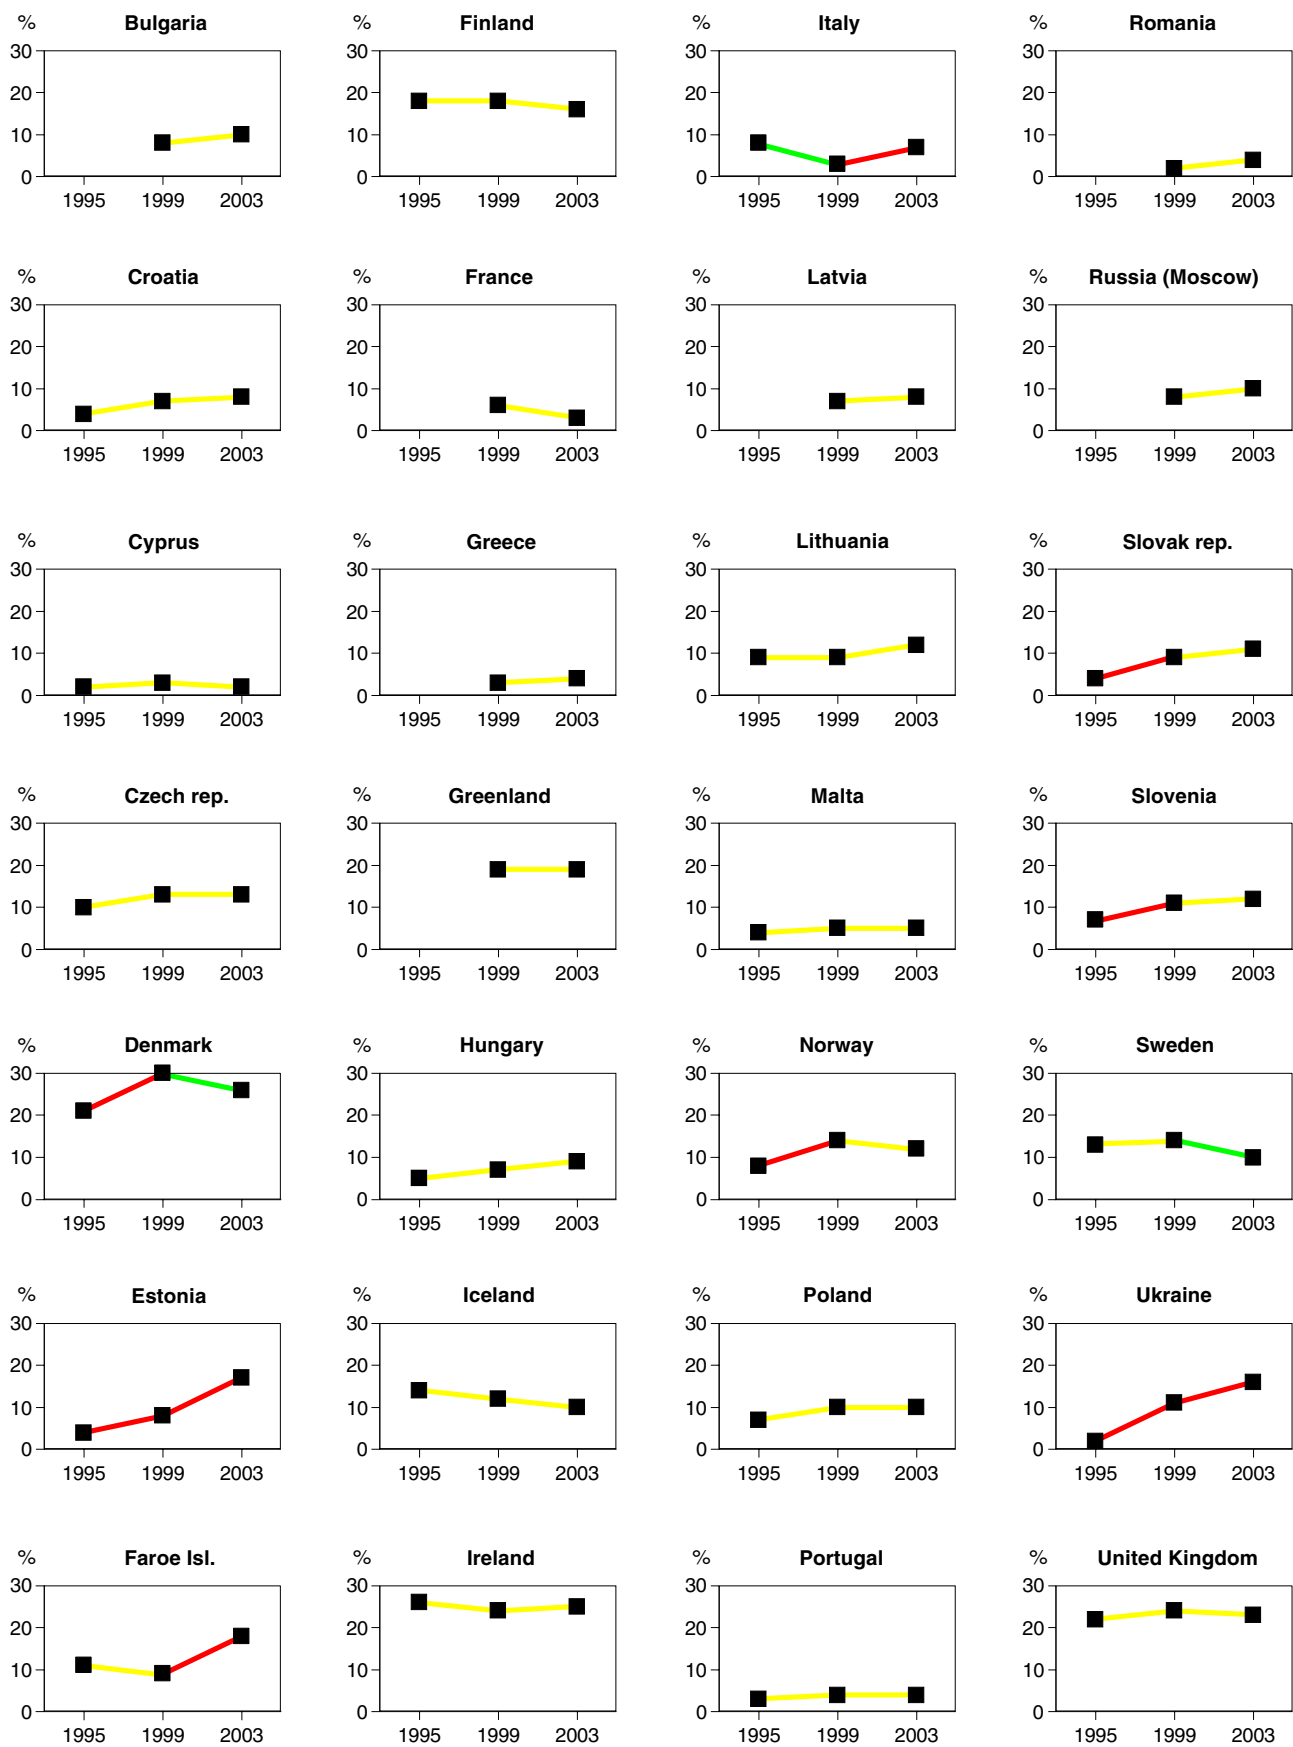 % Bulgaria % Finland % Italy % Romania
30 30 30 30
20 20 20 20
10 10 10 10
0 0 0 0
1995 1999 2003 1995 1999 2003 1995 1999 2003 1995 1999 2003
% Croatia % France % Latvia % Russia (Moscow)
30 30 30 30
20 20 20 20
10 10 10 10
0 0 0 0
1995 1999 2003 1995 1999 2003 1995 1999 2003 1995 1999 2003
% Cyprus % Greece % Lithuania % Slovak rep.
30 30 30 30
20 20 20 20
10 10 10 10
0 0 0 0
1995 1999 2003 1995 1999 2003 1995 1999 2003 1995 1999 2003
% Czech rep. % Greenland % Malta % Slovenia
30 30 30 30
20 20 20 20
10 10 10 10
0 0 0 0
1995 1999 2003 1995 1999 2003 1995 1999 2003 1995 1999 2003
% Denmark % Hungary % Norway % Sweden
30 30 30 30
20 20 20 20
10 10 10 10
0 0 0 0
1995 1999 2003 1995 1999 2003 1995 1999 2003 1995 1999 2003
% Estonia % Iceland % Poland % Ukraine
30 30 30 30
20 20 20 20
10 10 10 10
0 0 0 0
1995 1999 2003 1995 1999 2003 1995 1999 2003 1995 1999 2003
% Faroe Isl. % Ireland % Portugal % United Kingdom
30 30 30 30
20 20 20 20
10 10 10 10
0 0 0 0
1995 1999 2003 1995 1999 2003 1995 1999 2003 1995 1999 2003